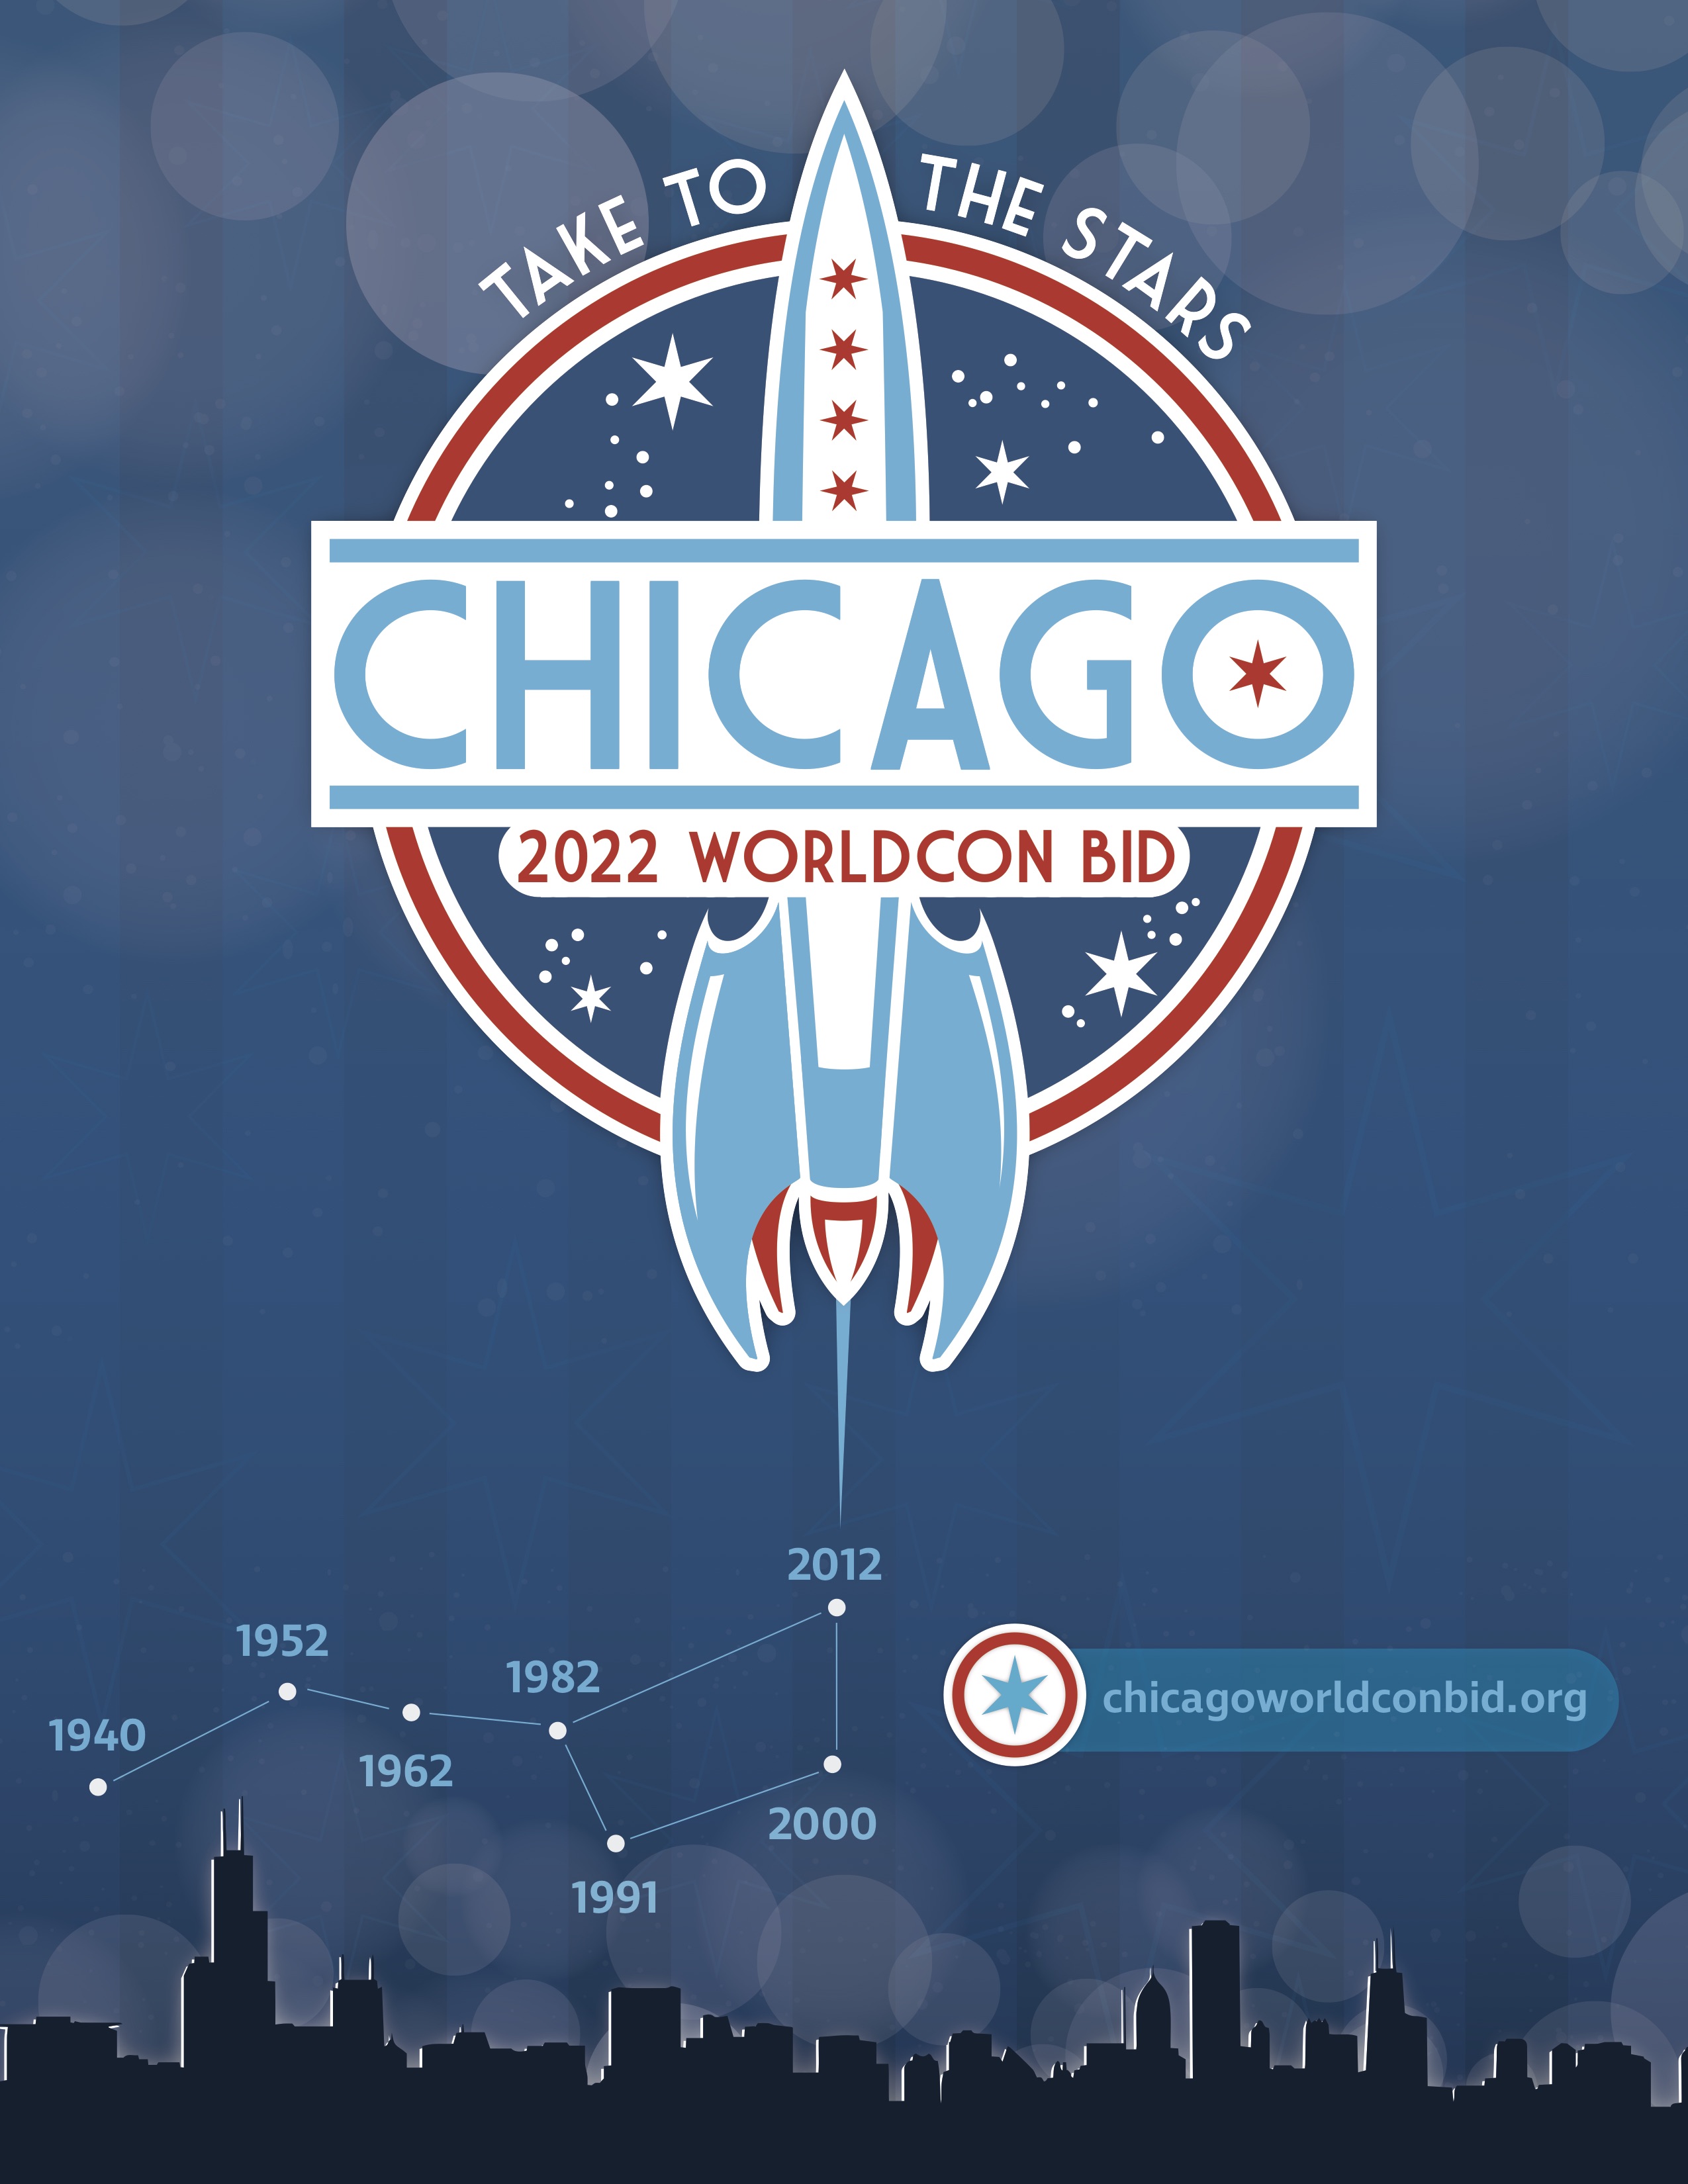 TAKE TO THE STARS
CHICAGO
2022 WORLDCON BID
2012
1952
1982
1940
1962
2000
1991
chicagoworldconbid.org